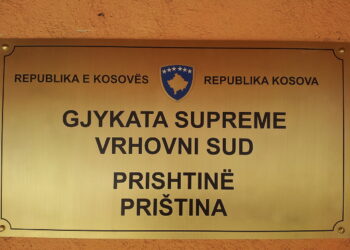 REPUBLIKA E KOSOVËS REPUBLIKA KOSOVA
GJYKATA SUPREME
VRHOVNI SUD
PRISHTINË
PRIŠTINA